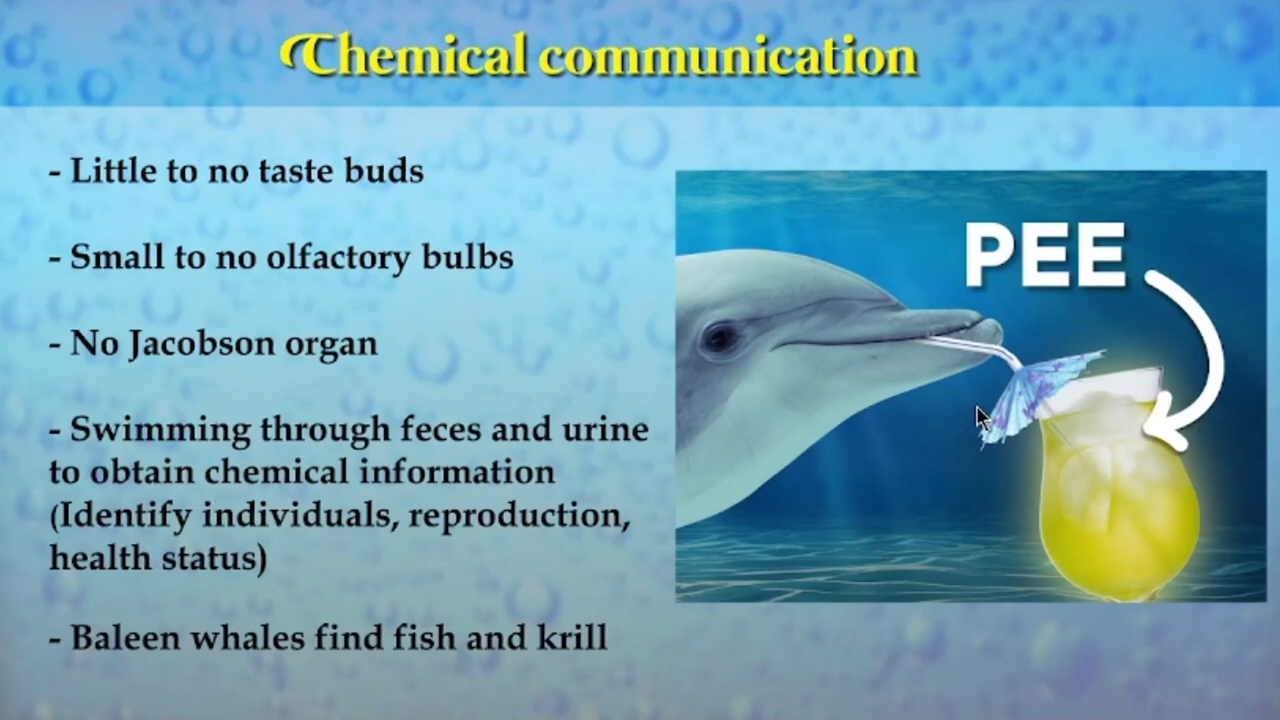 Chemical communication
- Little to no taste buds
- Small to no olfactory bulbs
- No Jacobson organ
- Swimming through feces and urine
to obtain chemical information
(Identify individuals, reproduction,
health status)
- Baleen whales find fish and krill
PEE